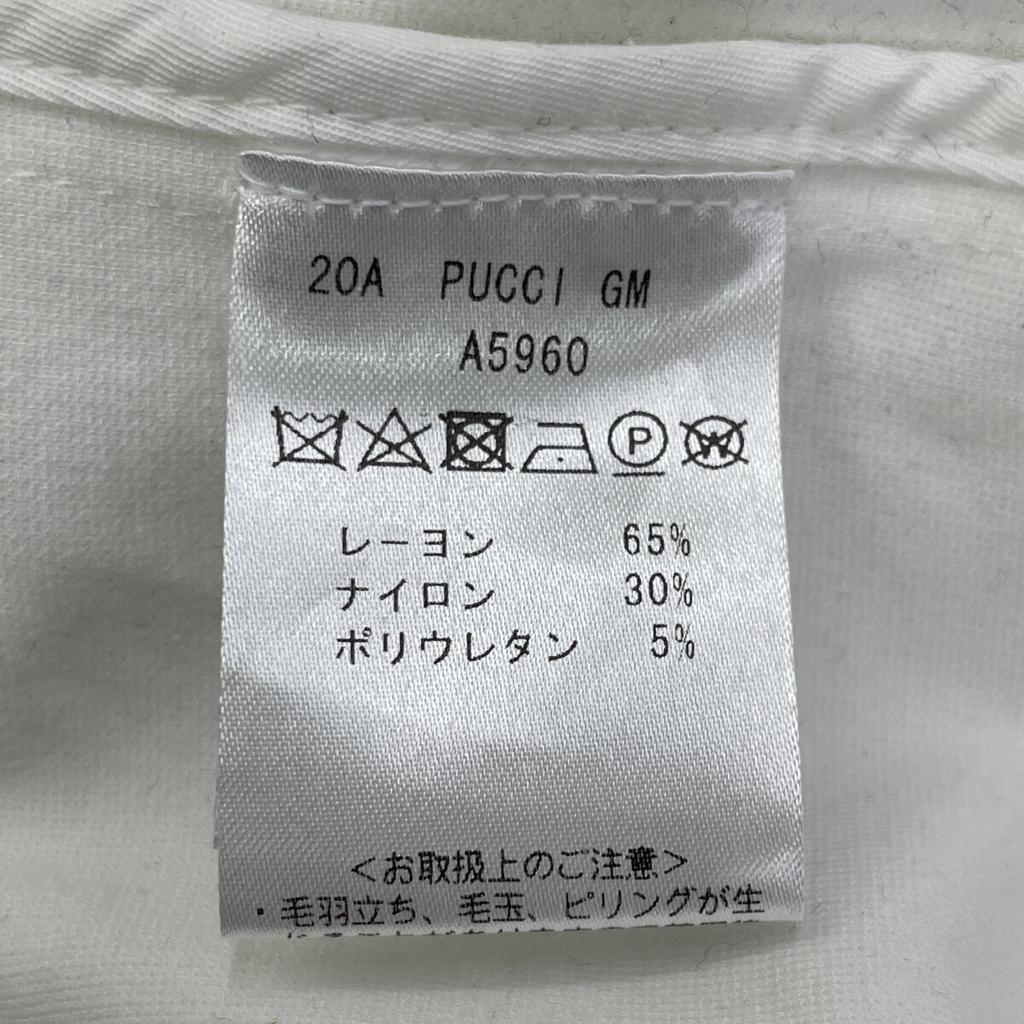 20A PUCCI GM
A5960
P
W
レーヨン 65%
ナイロン 30%
ポリウレタン 5%
<お取扱上のご注意>
・毛羽立ち、毛玉、ピリングが生